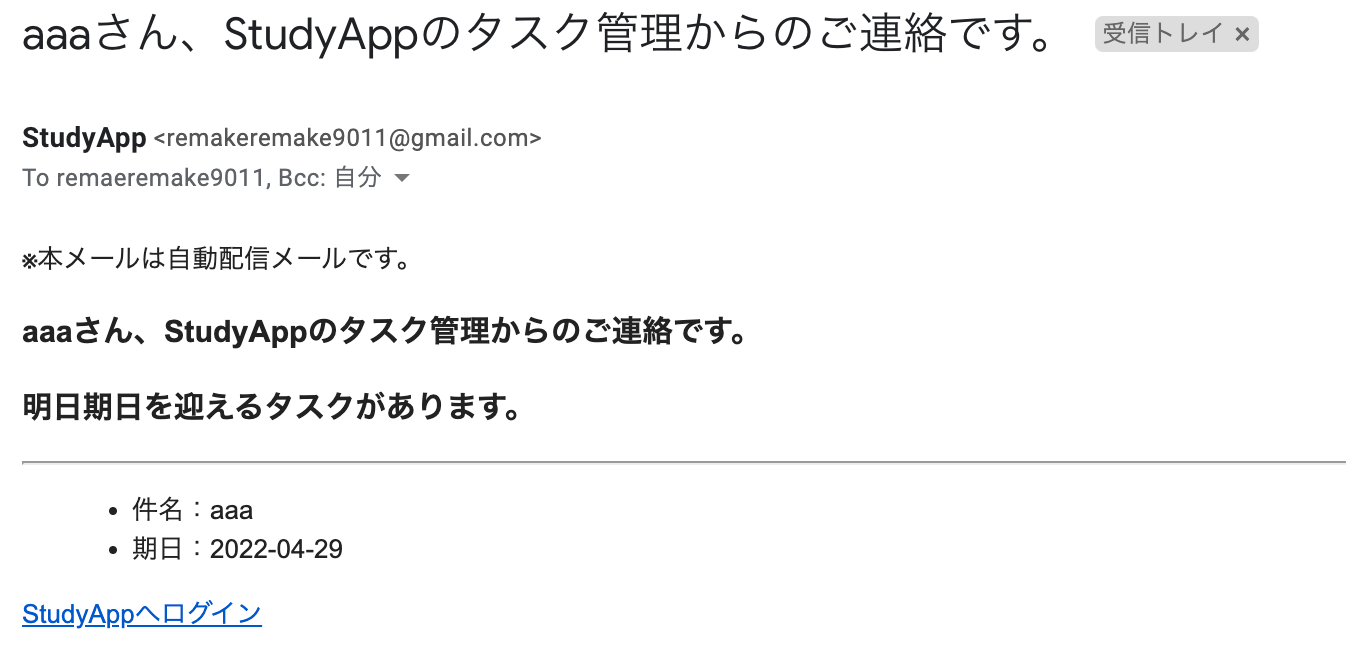 aaaさん、StudyAppのタスク管理からのご連絡です。 受信トレイ ×
StudyApp <remakeremake9011@gmail.com>
To remaeremake9011, Bcc: 自分
※本メールは自動配信メールです。
aaaさん、StudyAppのタスク管理からのご連絡です。
明日期日を迎えるタスクがあります。
• 件名：aaa
• 期日：2022-04-29
StudyAppへログイン